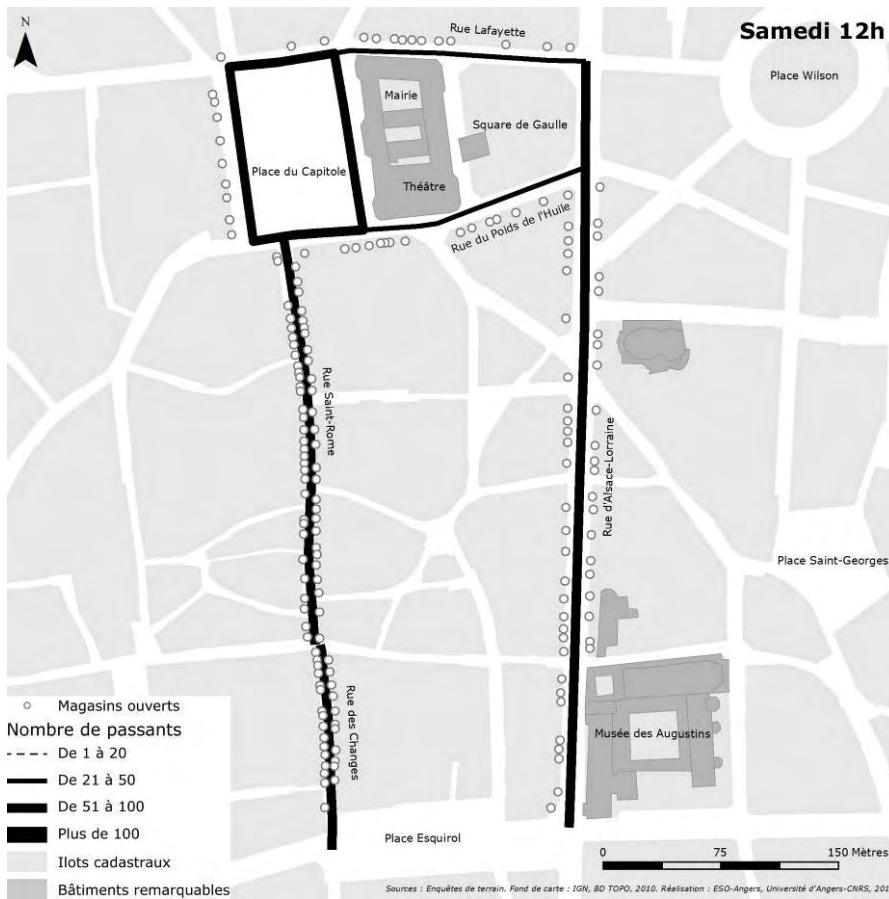 N
Samedi 12h
Rue Lafayette
Place Wilson
Mairie
Square de Gaulle
Place du Capitole
Théâtre
Rue du Poids de l'Huile
Rue Saint-Rome
Rue d'Alsace-Lorraine
Place Saint-Georges
Rue des Changes
Musée des Augustins
Place Esquirol
Magasins ouverts
Nombre de passants
De 1 à 20
De 21 à 50
De 51 à 100
Plus de 100
Ilots cadastraux
Bâtiments remarquables
0 75 150 Mètres
Sources : Enquêtes de terrain. Fond de carte : IGN, BD TOPO, 2010. Réalisation : ESO-Angers, Université d'Angers-CNRS, 201